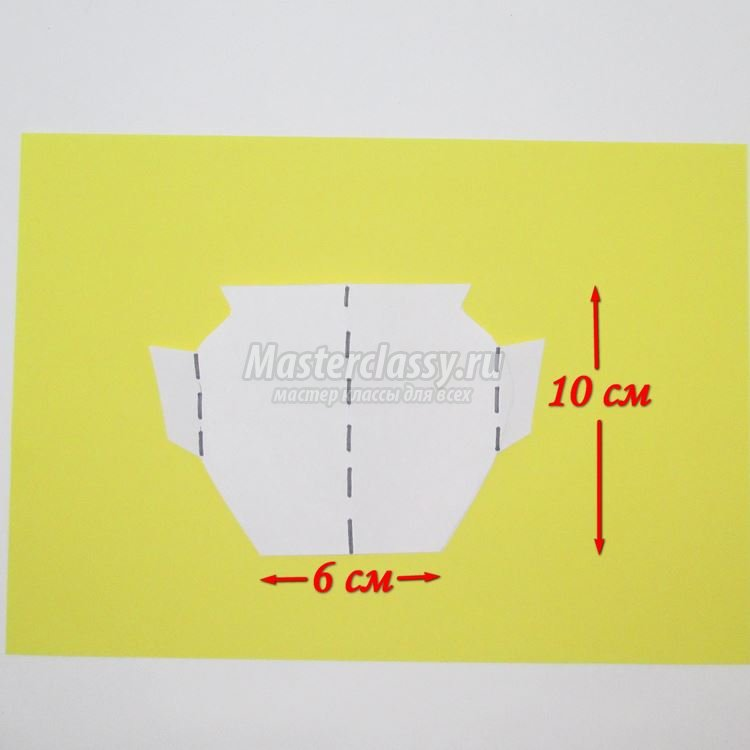 Masterclassy.ru
мастер классы для всех
10 см
6 см